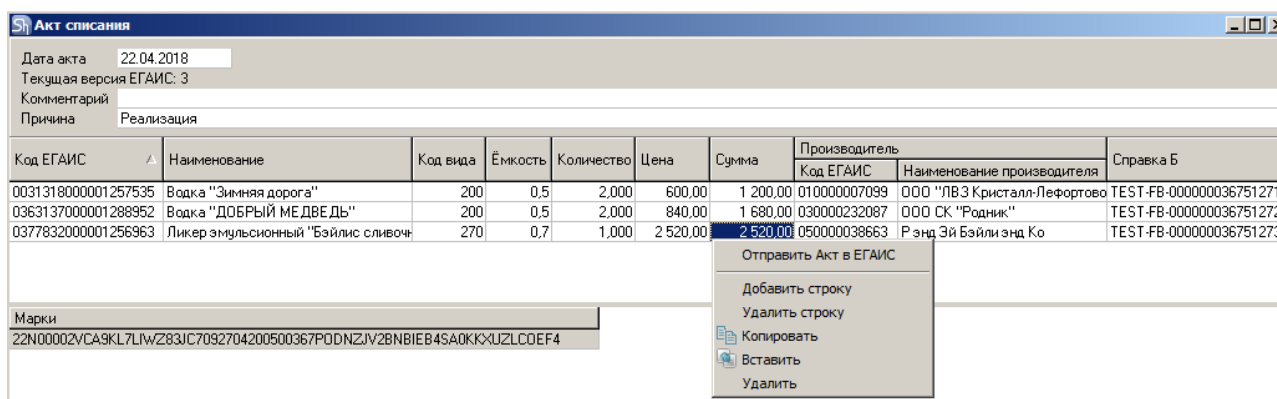 Sh Акт списания
Дата акта 22.04.2018
Текущая версия ЕГАИС: 3
Комментарий
Причина Реализация
Код ЕГАИС Наименование Код вида Ёмкость Количество Цена Сумма Производитель Справка Б
Код ЕГАИС Наименование производителя
0031318000001257535 Водка "Зимняя дорога" 200 0,5 2,000 600,00 1 200,00 010000007099 ООО "ЛВЗ Кристалл-Лефортово TEST-FB-000000036751271
0363137000001288952 Водка "ДОБРЫЙ МЕДВЕДЬ" 200 0,5 2,000 840,00 1 680,00 030000232087 ООО СК "Родник" TEST-FB-000000036751272
0377832000001256963 Ликер эмульсионный "Бэйлис сливочн 270 0,7 1,000 2 520,00 2 520,00 050000038663 Р энд Эй Бэйли энд Ко TEST-FB-000000036751273
Отправить Акт в ЕГАИС
Добавить строку
Удалить строку
Копировать
Вставить
Удалить
Марки
22N00002VCA9KL7LIWZ83JC7092704200500367PODNZJV2BNBIEB4SA0KKXUZLCOEF4